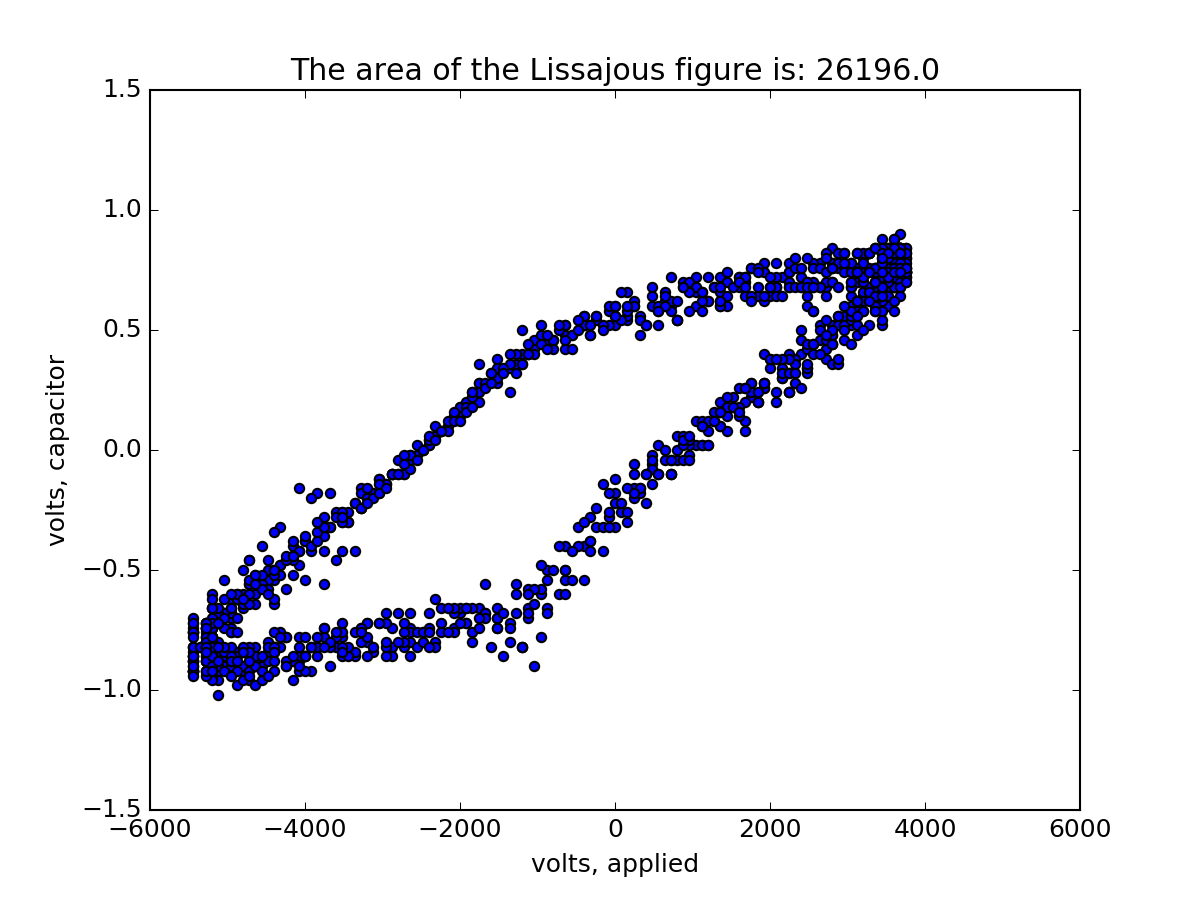 The area of the Lissajous figure is: 26196.0
1.5
1.0
0.5
0.0
−0.5
−1.0
−1.5
volts, capacitor
−6000 −4000 −2000 0 2000 4000 6000
volts, applied